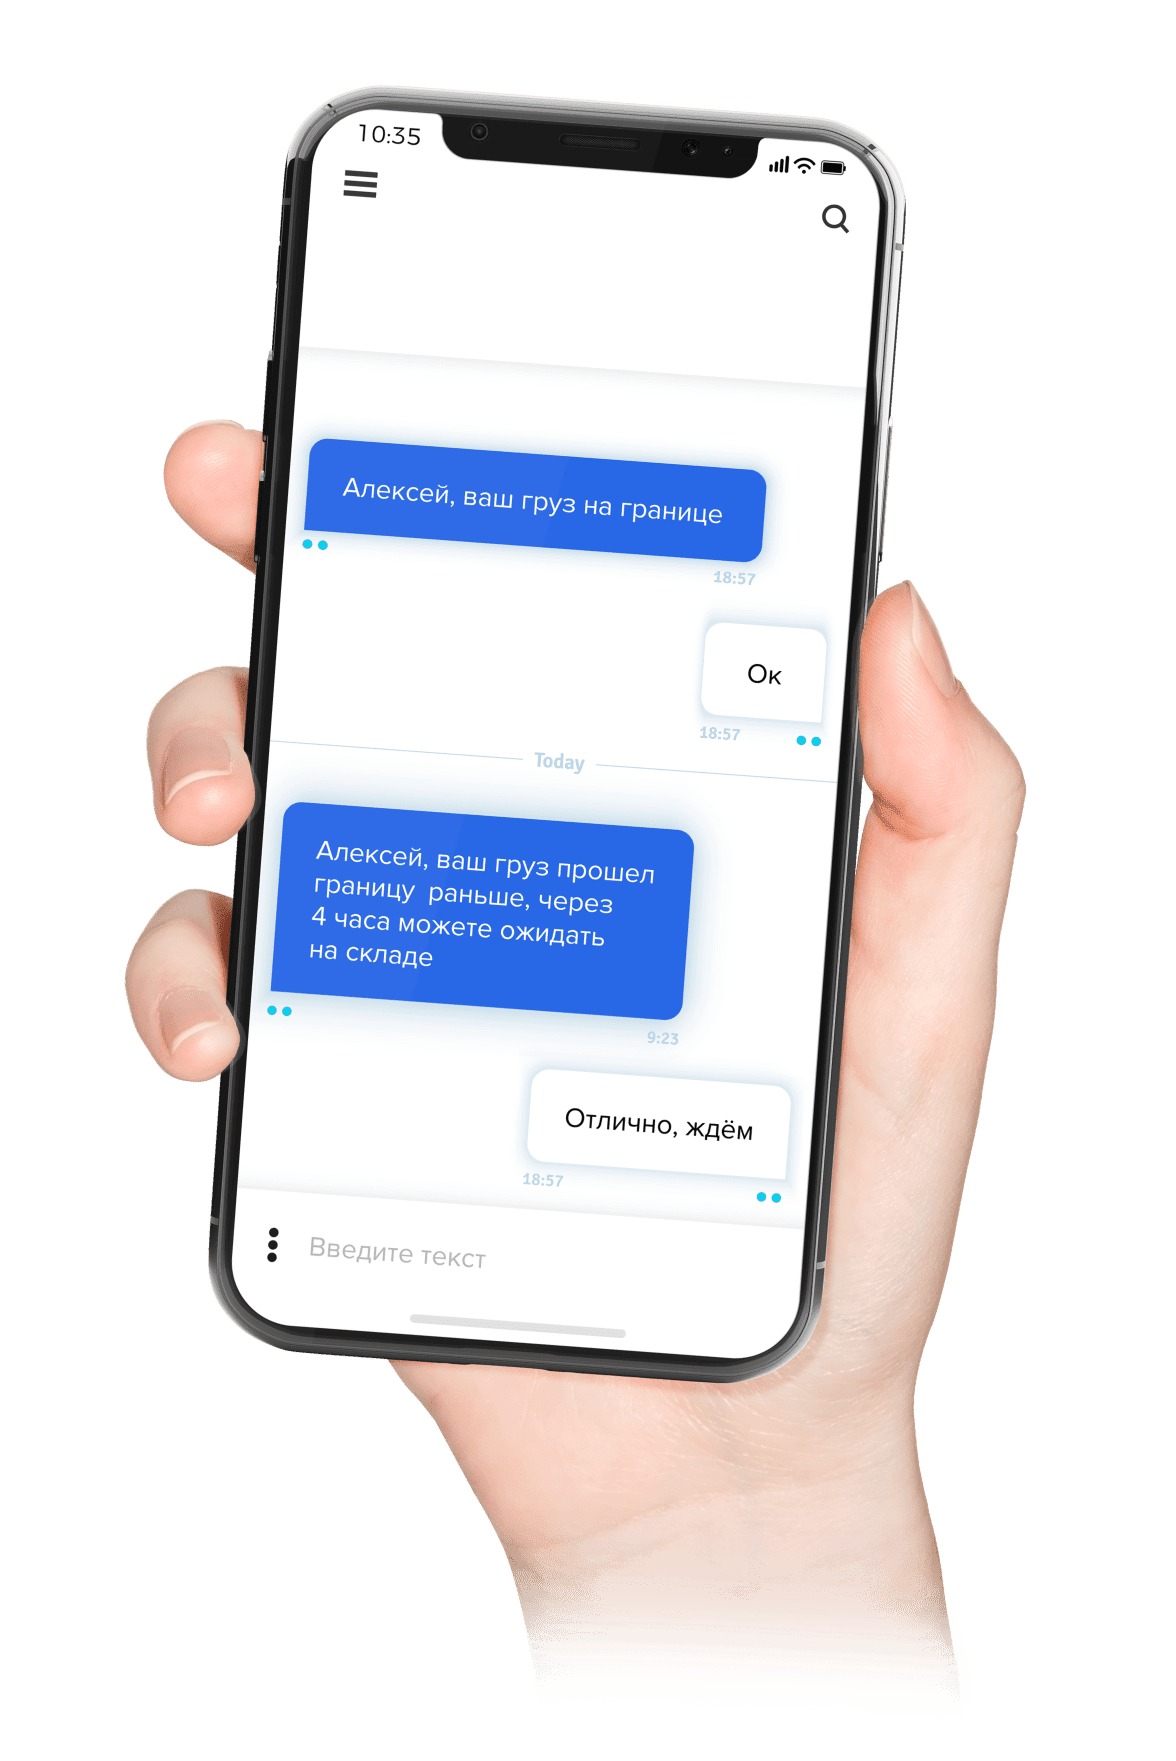 10:35
Алексей, ваш груз на границе
18:57
Ок
18:57
Today
Алексей, ваш груз прошел
границу раньше, через
4 часа можете ожидать
на складе
9:23
Отлично, ждём
18:57
Введите текст